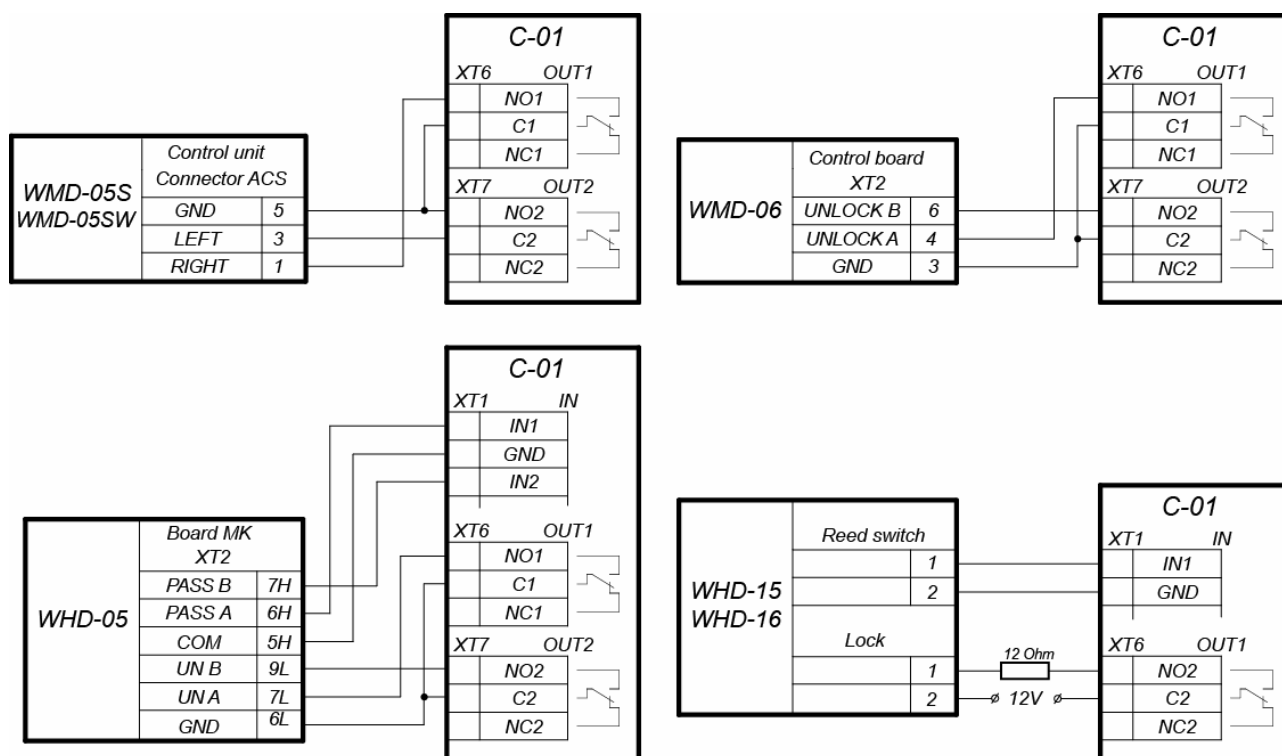 C-01
XT6 OUT1
NO1
C1
NC1
XT7 OUT2
NO2
C2
NC2
WMD-05S
WMD-05SW
Control unit
Connector ACS
GND 5
LEFT 3
RIGHT 1
C-01
XT6 OUT1
NO1
C1
NC1
XT7 OUT2
NO2
C2
NC2
WMD-06
Control board
XT2
UNLOCK B 6
UNLOCK A 4
GND 3
C-01
XT1 IN
IN1
GND
IN2
XT6 OUT1
NO1
C1
NC1
XT7 OUT2
NO2
C2
NC2
WHD-05
Board MK
XT2
PASS B 7H
PASS A 6H
COM 5H
UN B 9L
UN A 7L
GND 6L
C-01
XT1 IN
IN1
GND
XT6 OUT1
NO2
C2
NC2
WHD-15
WHD-16
Reed switch
1
2
Lock
1
2
12 Ohm
12V